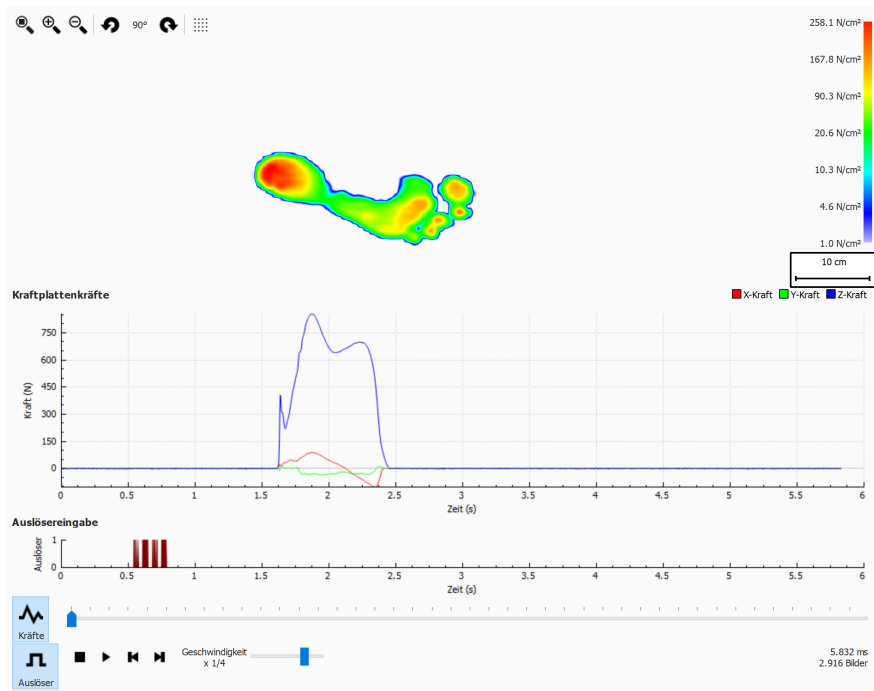 90°
258.1 N/cm²
167.8 N/cm²
90.3 N/cm²
20.6 N/cm²
10.3 N/cm²
4.6 N/cm²
1.0 N/cm²
10 cm
Kraftplattenkräfte
X-Kraft Y-Kraft Z-Kraft
Kraft (N)
750
600
450
300
150
0
0 0.5 1 1.5 2 2.5 3 3.5 4 4.5 5 5.5 6
Zeit (s)
Auslösereingabe
Auslöser
1
0
0 0.5 1 1.5 2 2.5 3 3.5 4 4.5 5 5.5 6
Zeit (s)
Kräfte
Auslöser
Geschwindigkeit
x 1/4
5.832 ms
2.916 Bilder